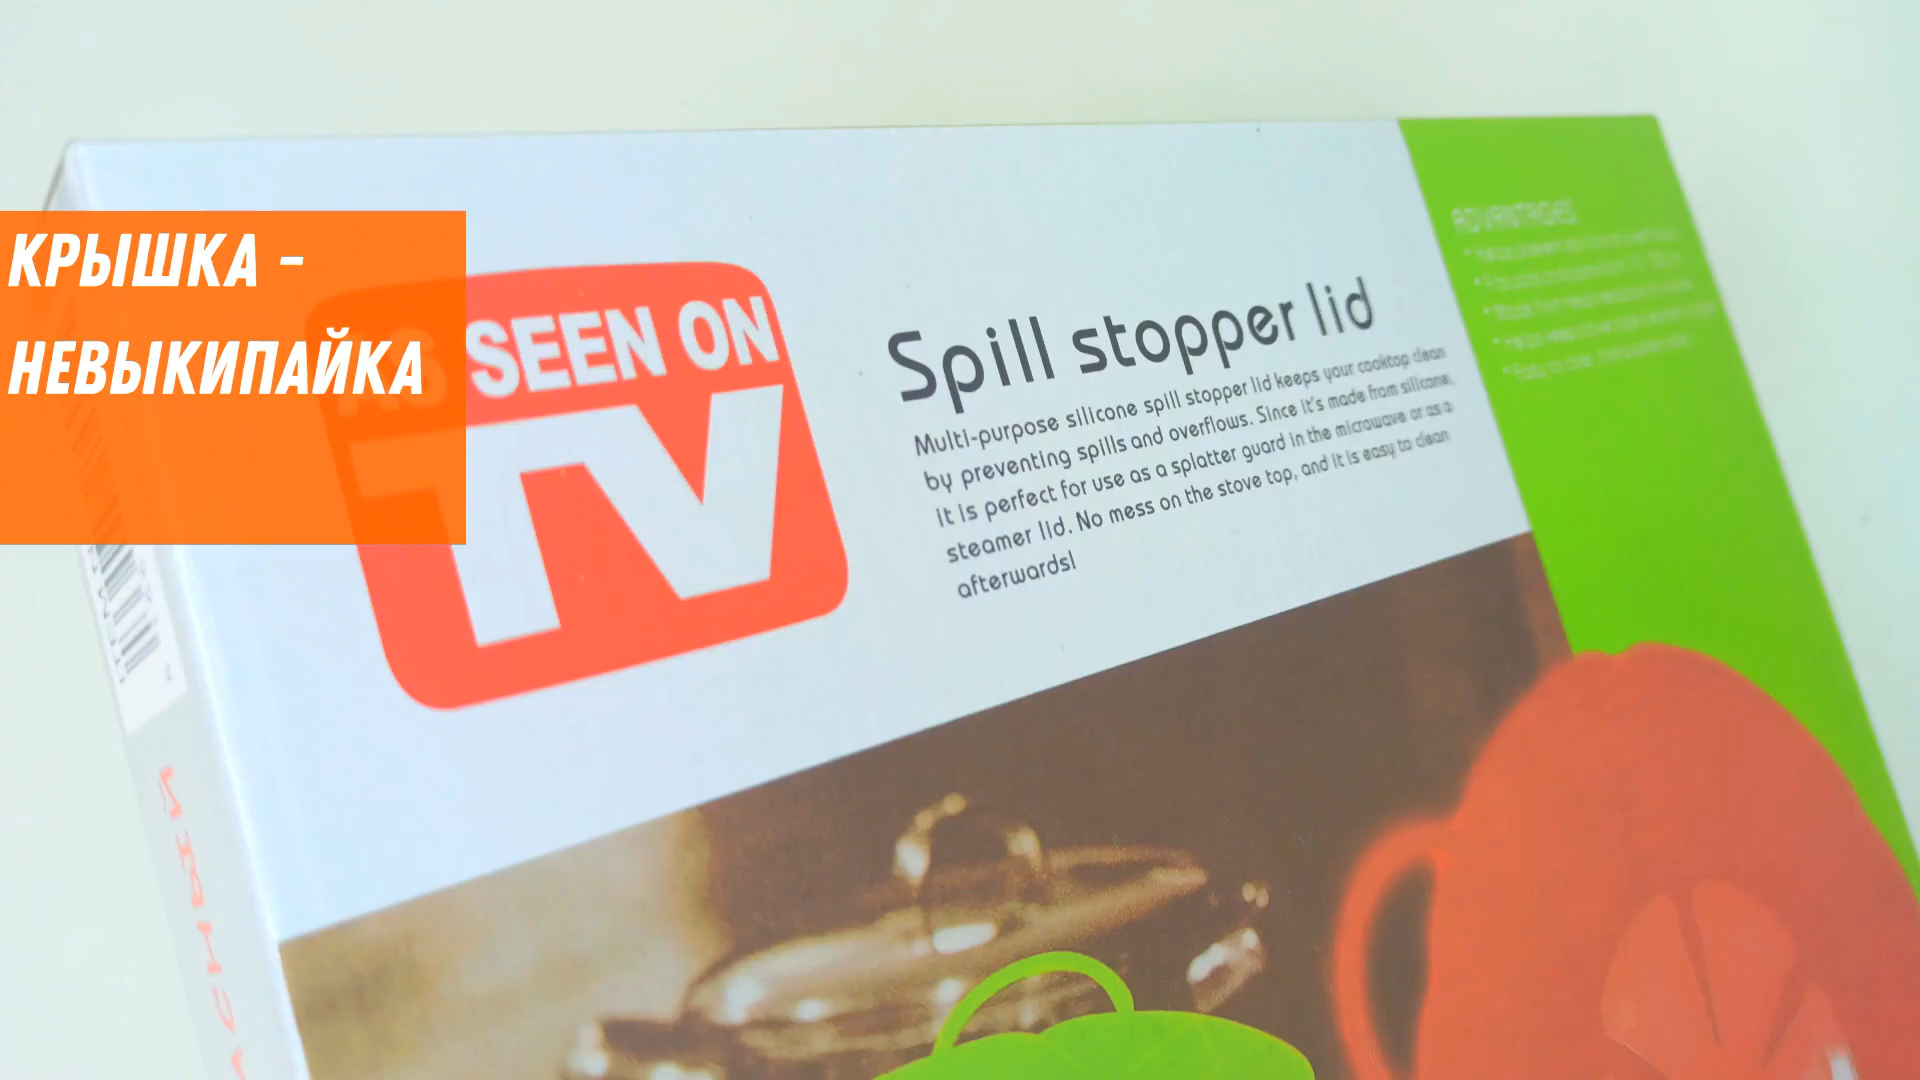 КРЫШКА –
НЕВЫКИПАЙКА
AS SEEN ON
TV
Spill stopper lid
Multi-purpose silicone spill stopper lid keeps your cooktop clean
by preventing spills and overflows. Since it's made from silicone,
it is perfect for use as a splatter guard in the microwave or as a
steamer lid. No mess on the stove top, and it is easy to clean
afterwards!
ADVANTAGES